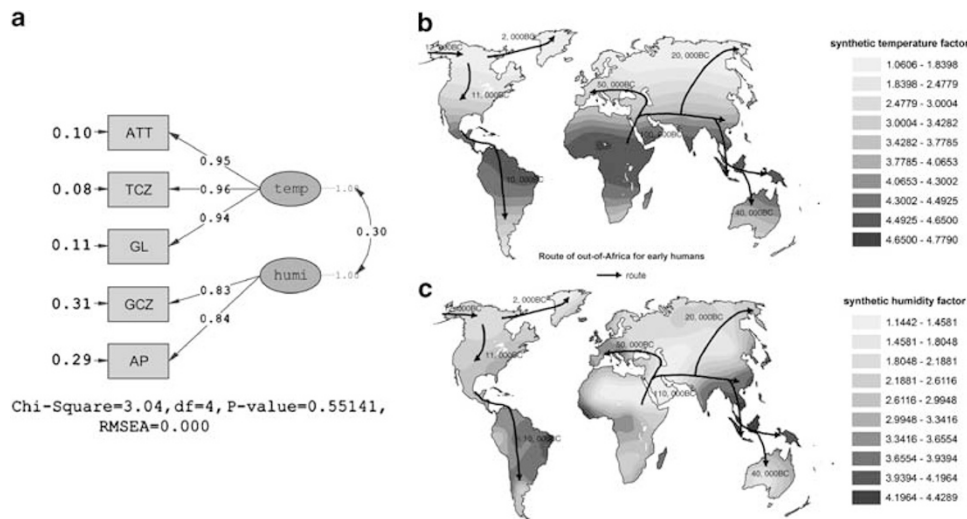 a
0.10
ATT
0.95
0.08
TCZ
0.96
temp
1.00
0.94
0.11
GL
0.30
humi
1.00
0.83
0.31
GCZ
0.84
0.29
AP
Chi-Square=3.04,df=4,P-value=0.55141,
RMSEA=0.000
b
2, 000BC
11, 000BC
20, 000BC
50, 000BC
10, 000BC
40, 000BC
synthetic temperature factor
1.0606 - 1.8398
1.8398 - 2.4779
2.4779 - 3.0004
3.0004 - 3.4282
3.4282 - 3.7785
3.7785 - 4.0653
4.0653 - 4.3002
4.3002 - 4.4925
4.4925 - 4.6500
4.6500 - 4.7790
Route of out-of-Africa for early humans
route
c
2, 000BC
11, 000BC
20, 000BC
50, 000BC
110, 000BC
10, 000BC
40, 000BC
synthetic humidity factor
1.1442 - 1.4581
1.4581 - 1.8048
1.8048 - 2.1881
2.1881 - 2.6116
2.6116 - 2.9948
2.9948 - 3.3416
3.3416 - 3.6554
3.6554 - 3.9394
3.9394 - 4.1964
4.1964 - 4.4289